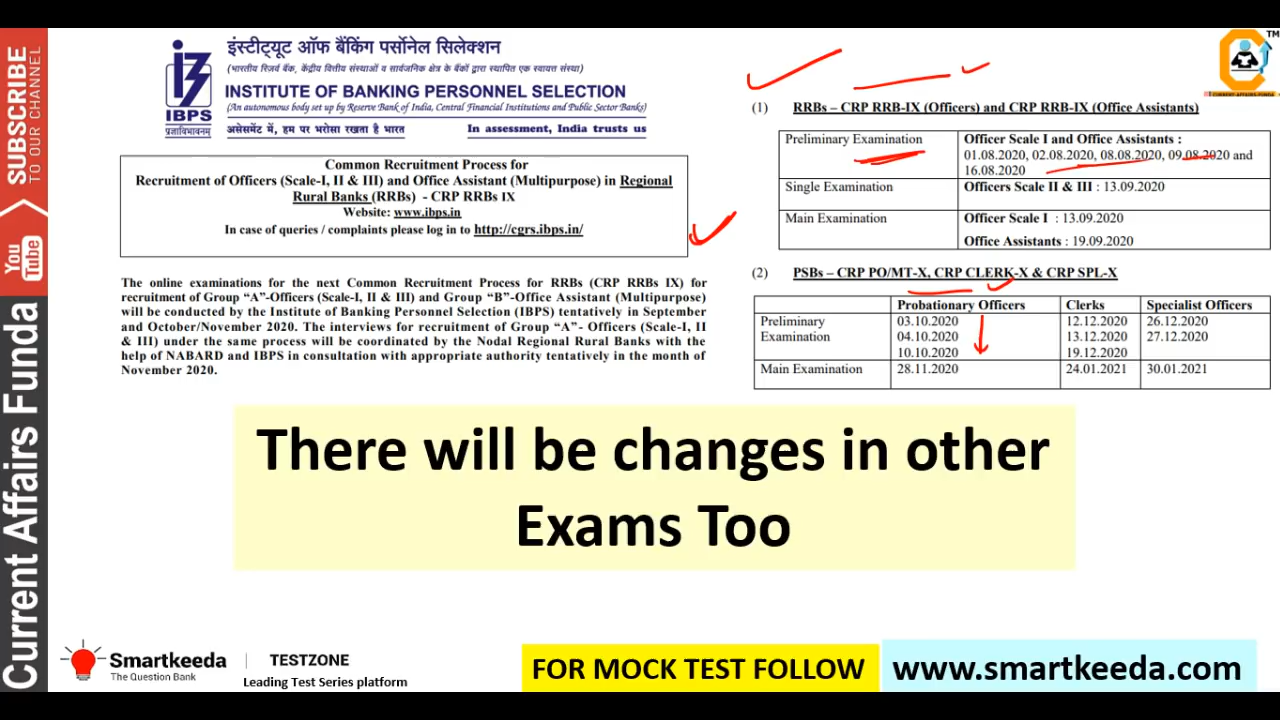 SUBSCRIBE
TO OUR CHANNEL
You
Tube
Current Affairs Funda
इंस्टीट्यूट ऑफ बैंकिंग पर्सोनेल सिलेक्शन
(भारतीय रिजर्व बैंक, केंद्रीय वित्तीय संस्थाओं व सार्वजनिक क्षेत्र के बैंकों द्वारा स्थापित एक स्वायत्त संस्था)
INSTITUTE OF BANKING PERSONNEL SELECTION
(An autonomous body set up by Reserve Bank of India, Central Financial Institutions and Public Sector Banks)
IBPS
प्रज्ञाविभवानम्
असेसमेंट में, हम पर भरोसा रखता है भारत In assessment, India trusts us
Common Recruitment Process for
Recruitment of Officers (Scale-I, II & III) and Office Assistant (Multipurpose) in Regional
Rural Banks (RRBs) - CRP RRBs IX
Website: www.ibps.in
In case of queries / complaints please log in to http://cgrs.ibps.in/
The online examinations for the next Common Recruitment Process for RRBs (CRP RRBs IX) for
recruitment of Group “A”-Officers (Scale-I, II & III) and Group “B”-Office Assistant (Multipurpose)
will be conducted by the Institute of Banking Personnel Selection (IBPS) tentatively in September
and October/November 2020. The interviews for recruitment of Group “A”- Officers (Scale-I, II
& III) under the same process will be coordinated by the Nodal Regional Rural Banks with the
help of NABARD and IBPS in consultation with appropriate authority tentatively in the month of
November 2020.
TM
CURRENT-AFFAIRS-FUNDA
(1) RRBs – CRP RRB-IX (Officers) and CRP RRB-IX (Office Assistants)
Preliminary Examination Officer Scale I and Office Assistants :
01.08.2020, 02.08.2020, 08.08.2020, 09.08.2020 and
16.08.2020
Single Examination Officers Scale II & III : 13.09.2020
Main Examination Officer Scale I : 13.09.2020
Office Assistants : 19.09.2020
(2) PSBs – CRP PO/MT-X, CRP CLERK-X & CRP SPL-X
Probationary Officers Clerks Specialist Officers
Preliminary 03.10.2020 12.12.2020 26.12.2020
Examination 04.10.2020 13.12.2020 27.12.2020
10.10.2020 19.12.2020
Main Examination 28.11.2020 24.01.2021 30.01.2021
There will be changes in other
Exams Too
Smartkeeda
The Question Bank
TESTZONE
Leading Test Series platform
FOR MOCK TEST FOLLOW www.smartkeeda.com